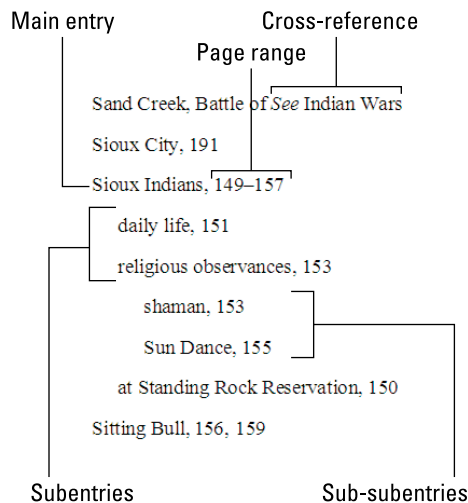 Main entry
Cross-reference
Page range
Sand Creek, Battle of See Indian Wars
Sioux City, 191
Sioux Indians, 149–157
daily life, 151
religious observances, 153
shaman, 153
Sun Dance, 155
at Standing Rock Reservation, 150
Sitting Bull, 156, 159
Subentries
Sub-subentries